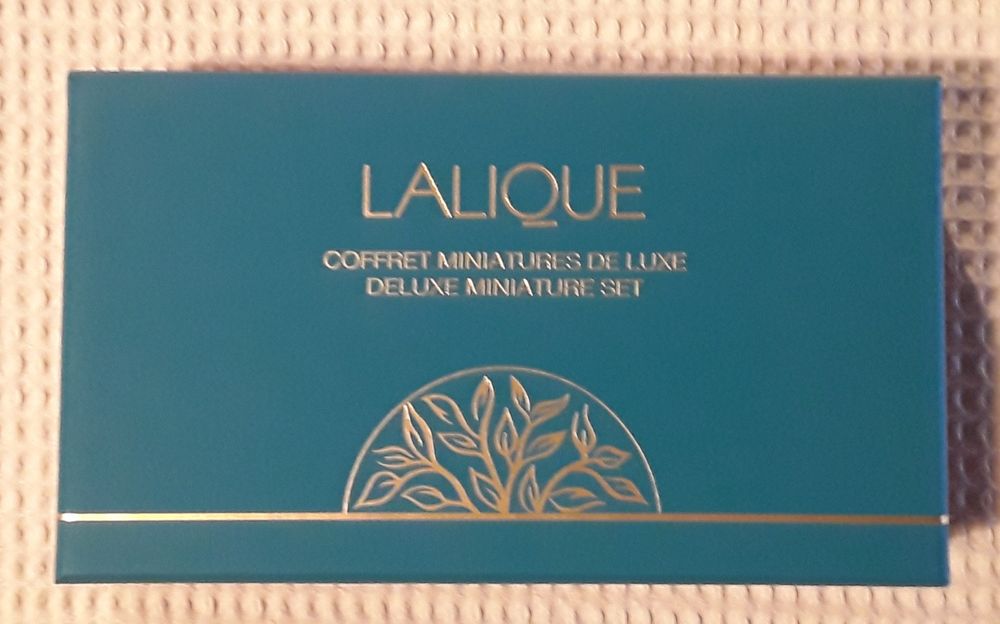 LALIQUE
COFFRET MINIATURES DE LUXE
DELUXE MINIATURE SET